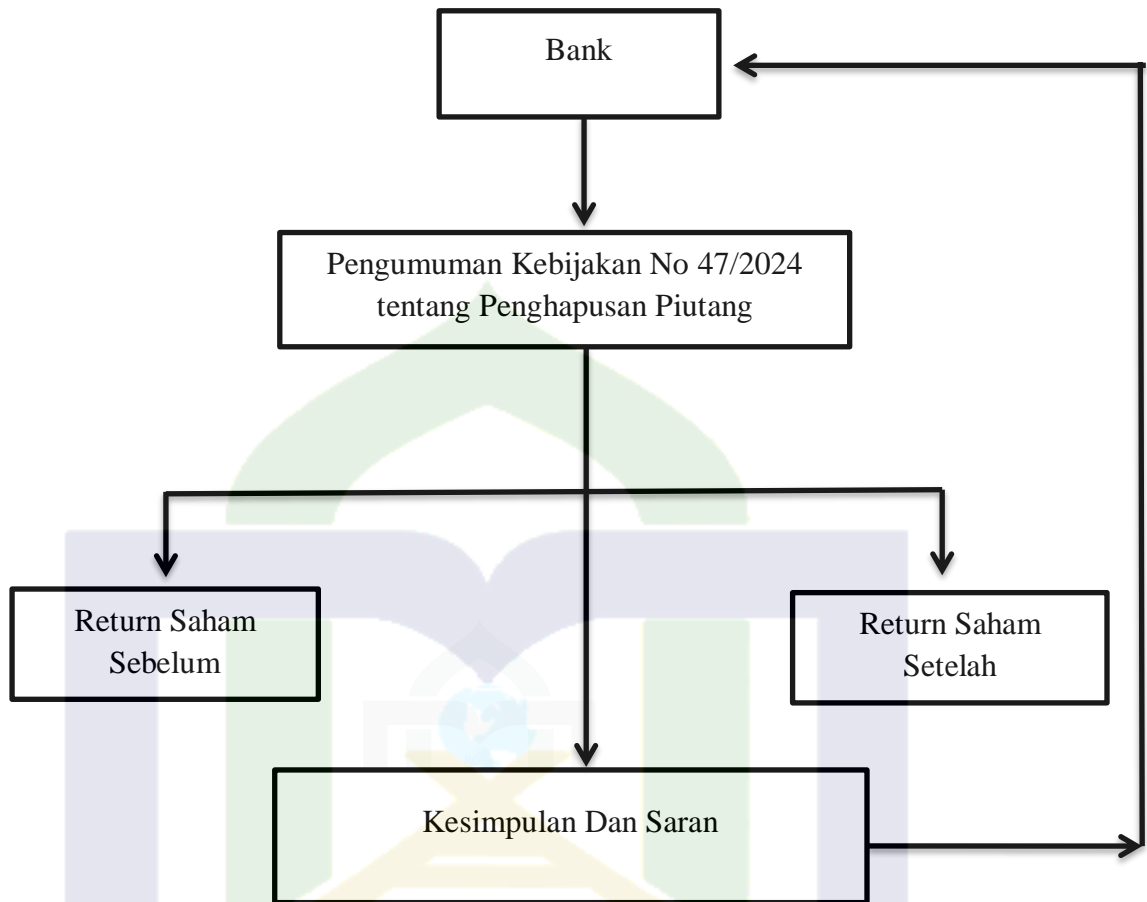 Bank
Pengumuman Kebijakan No 47/2024
tentang Penghapusan Piutang
Return Saham
Sebelum
Return Saham
Setelah
Kesimpulan Dan Saran